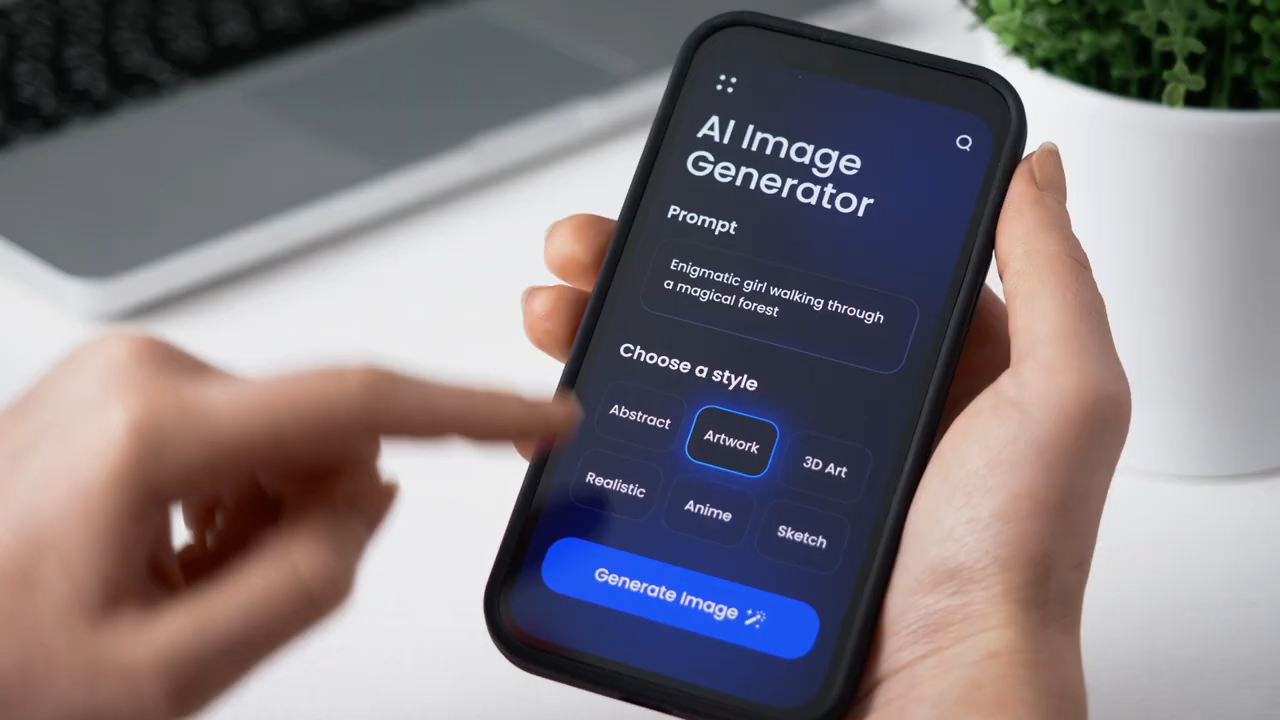 AI Image
Generator
Prompt
Enigmatic girl walking through
a magical forest
Choose a style
Abstract
Artwork
3D Art
Realistic
Anime
Sketch
Generate Image